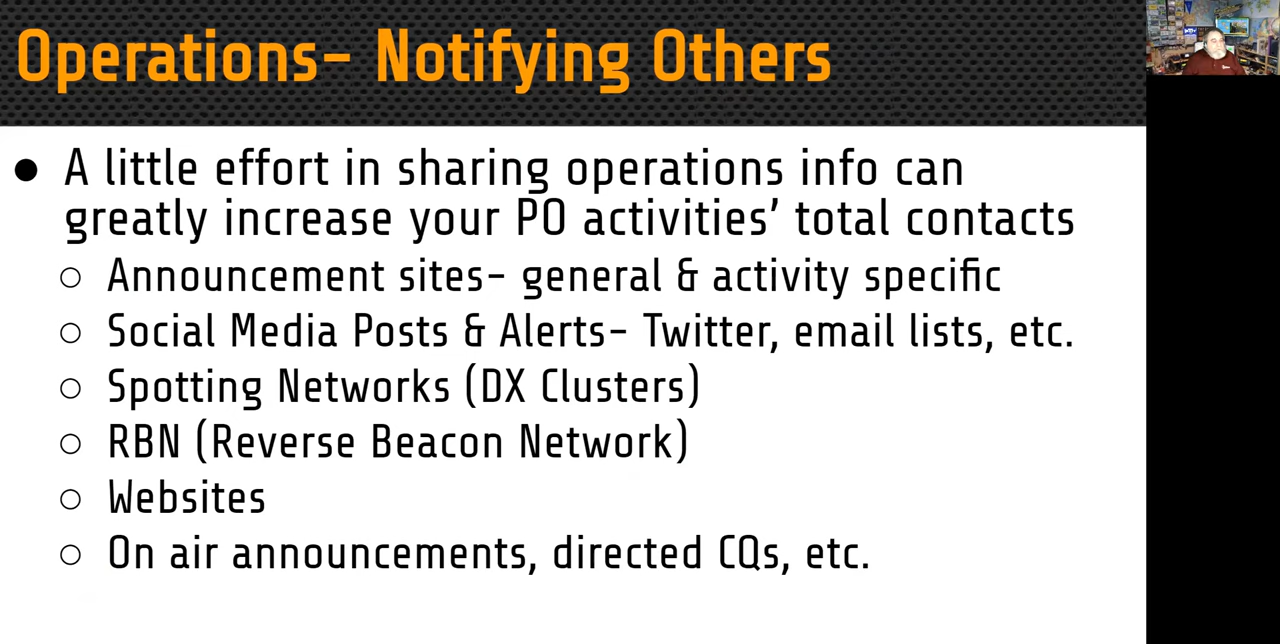 Operations- Notifying Others
● A little effort in sharing operations info can
greatly increase your PO activities’ total contacts
○ Announcement sites- general & activity specific
○ Social Media Posts & Alerts- Twitter, email lists, etc.
○ Spotting Networks (DX Clusters)
○ RBN (Reverse Beacon Network)
○ Websites
○ On air announcements, directed CQs, etc.